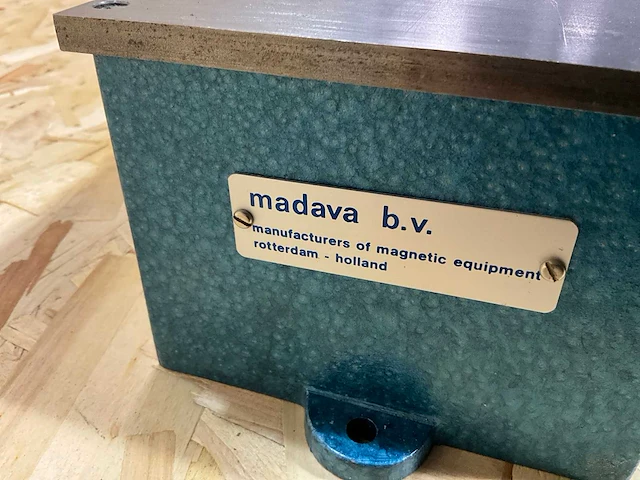 madava b.v.
manufacturers of magnetic equipment
rotterdam - holland